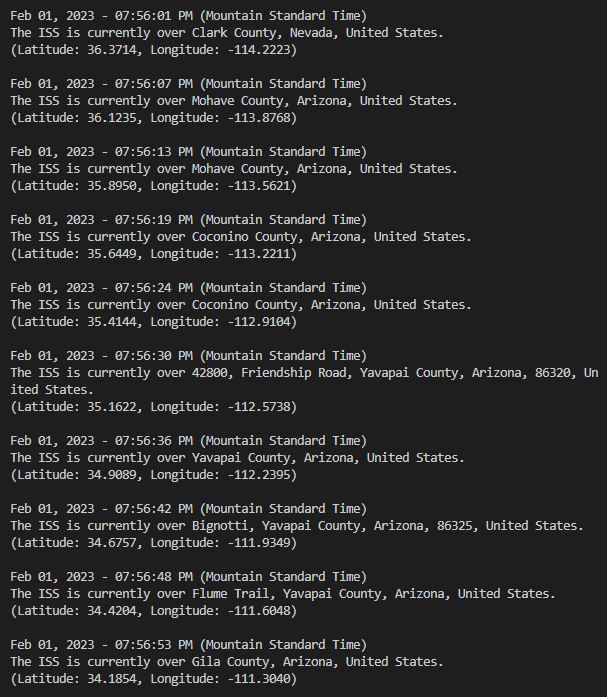 Feb 01, 2023 - 07:56:01 PM (Mountain Standard Time)
The ISS is currently over Clark County, Nevada, United States.
(Latitude: 36.3714, Longitude: -114.2223)
Feb 01, 2023 - 07:56:07 PM (Mountain Standard Time)
The ISS is currently over Mohave County, Arizona, United States.
(Latitude: 36.1235, Longitude: -113.8768)
Feb 01, 2023 - 07:56:13 PM (Mountain Standard Time)
The ISS is currently over Mohave County, Arizona, United States.
(Latitude: 35.8950, Longitude: -113.5621)
Feb 01, 2023 - 07:56:19 PM (Mountain Standard Time)
The ISS is currently over Coconino County, Arizona, United States.
(Latitude: 35.6449, Longitude: -113.2211)
Feb 01, 2023 - 07:56:24 PM (Mountain Standard Time)
The ISS is currently over Coconino County, Arizona, United States.
(Latitude: 35.4144, Longitude: -112.9104)
Feb 01, 2023 - 07:56:30 PM (Mountain Standard Time)
The ISS is currently over 42800, Friendship Road, Yavapai County, Arizona, 86320, Un
ited States.
(Latitude: 35.1622, Longitude: -112.5738)
Feb 01, 2023 - 07:56:36 PM (Mountain Standard Time)
The ISS is currently over Yavapai County, Arizona, United States.
(Latitude: 34.9089, Longitude: -112.2395)
Feb 01, 2023 - 07:56:42 PM (Mountain Standard Time)
The ISS is currently over Bignotti, Yavapai County, Arizona, 86325, United States.
(Latitude: 34.6757, Longitude: -111.9349)
Feb 01, 2023 - 07:56:48 PM (Mountain Standard Time)
The ISS is currently over Flume Trail, Yavapai County, Arizona, United States.
(Latitude: 34.4204, Longitude: -111.6048)
Feb 01, 2023 - 07:56:53 PM (Mountain Standard Time)
The ISS is currently over Gila County, Arizona, United States.
(Latitude: 34.1854, Longitude: -111.3040)